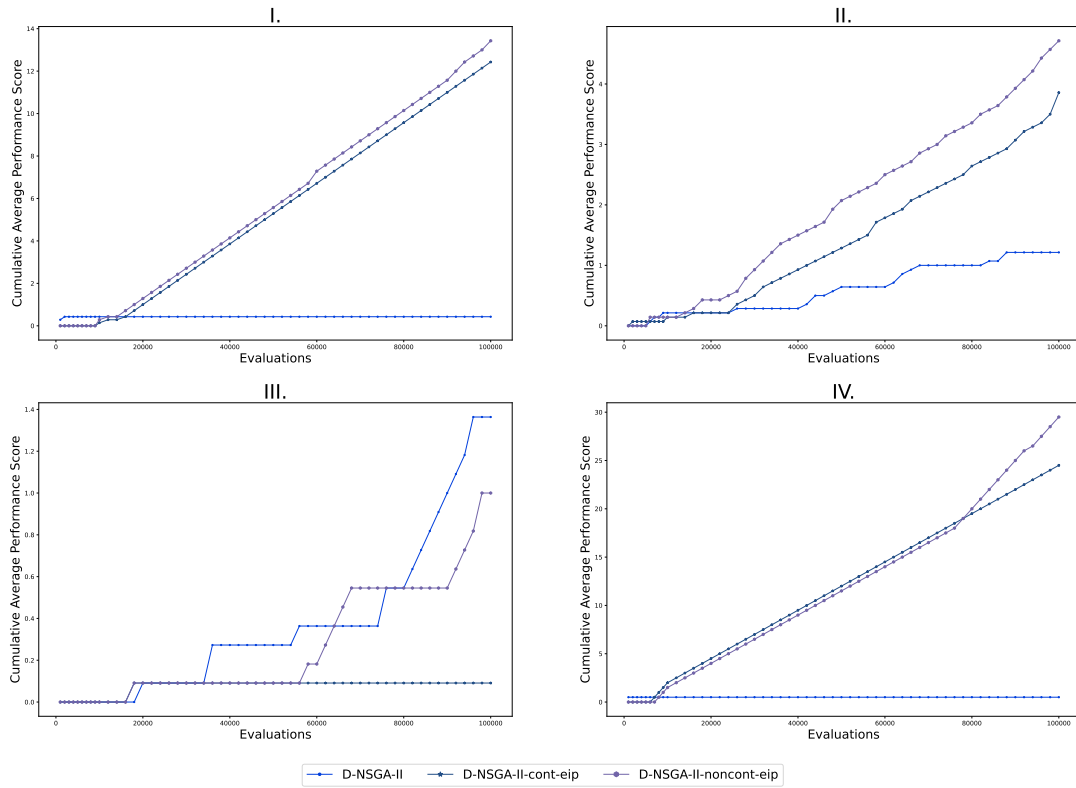 I.
14
12
10
8
6
4
2
0
Cumulative Average Performance Score
0 20000 40000 60000 80000 100000
Evaluations
II.
4
3
2
1
0
Cumulative Average Performance Score
0 20000 40000 60000 80000 100000
Evaluations
III.
1.4
1.2
1.0
0.8
0.6
0.4
0.2
0.0
Cumulative Average Performance Score
0 20000 40000 60000 80000 100000
Evaluations
IV.
30
25
20
15
10
5
0
Cumulative Average Performance Score
0 20000 40000 60000 80000 100000
Evaluations
D-NSGA-II D-NSGA-II-cont-eip D-NSGA-II-noncont-eip